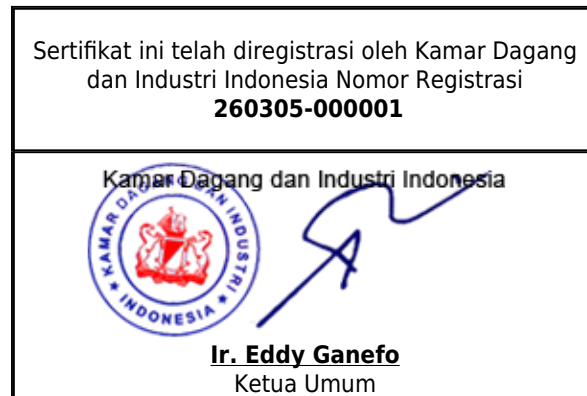 Sertifikat ini telah diregistrasi oleh Kamar Dagang
dan Industri Indonesia Nomor Registrasi
260305-000001
Kamar Dagang dan Industri Indonesia
KAMAR DAGANG DAN INDUSTRI
INDONESIA
Ir. Eddy Ganefo
Ketua Umum